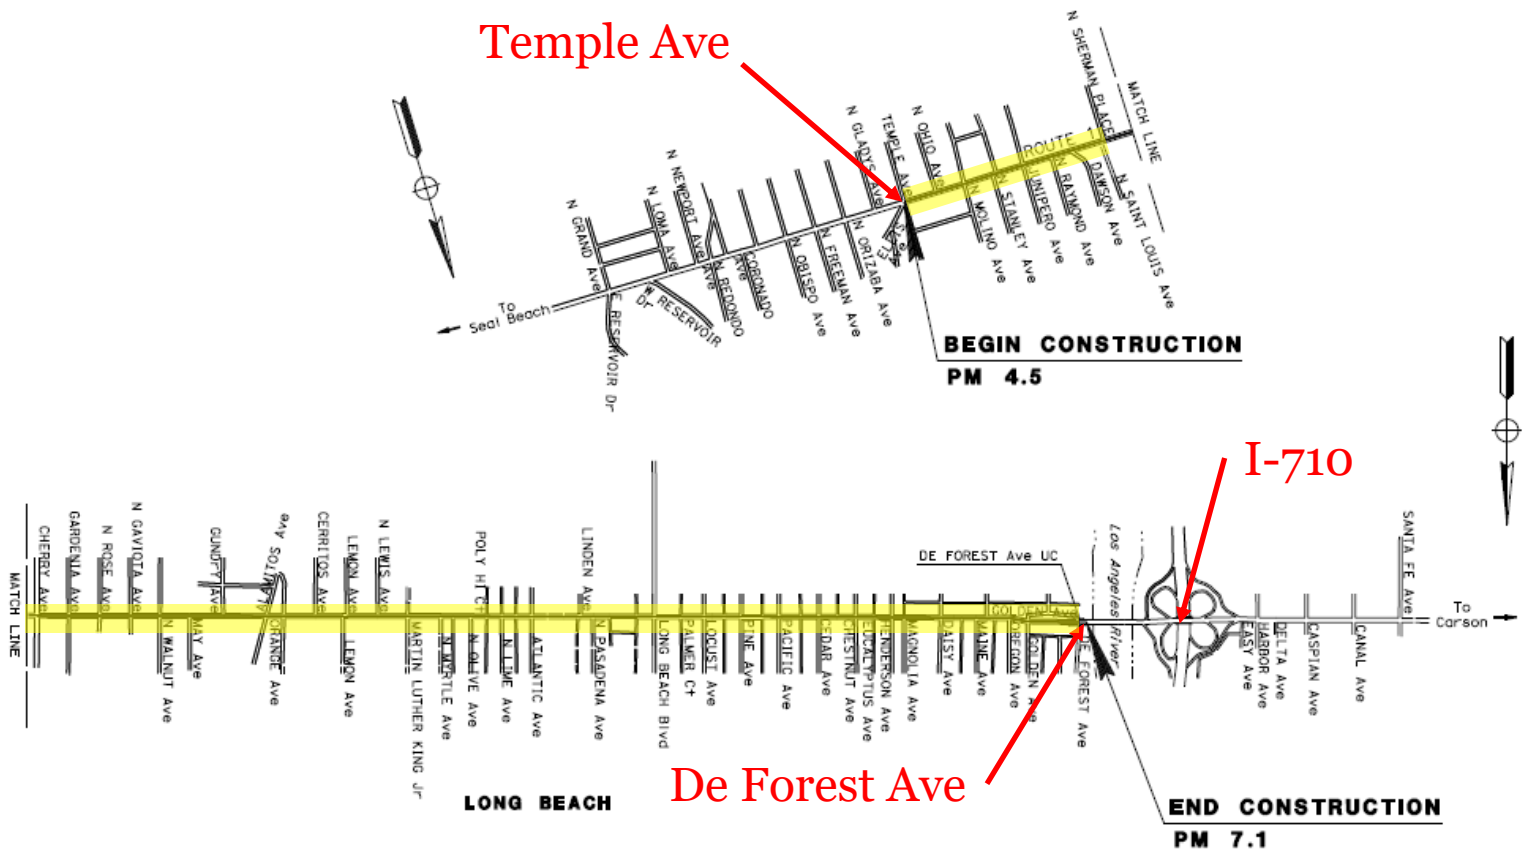 Temple Ave
N SHERMAN PLACE
MATCH LINE
N GLADYS Ave
TEMPLE Ave
N OHIO Ave
ROUTE 1
N NEWPORT Ave
N LOMA Ave
N GRAND Ave
N MOLINO Ave
N STANLEY Ave
JUNIPERO Ave
N RAYMOND Ave
DAWSON Ave
N SAINT LOUIS Ave
N ORIZABA Ave
N FREEMAN Ave
N OBISPO Ave
CORONADO Ave
N REDONDO Ave
W RESERVOIR Dr
E RESERVOIR Dr
To
Seal Beach
BEGIN CONSTRUCTION
PM 4.5
I-710
MATCH LINE
CHERRY Ave
GARDENIA Ave
N ROSE Ave
N GAVIOTA Ave
N WALNUT Ave
MAY Ave
GUNDRY Ave
ALAMITOS Ave
ORANGE Ave
CERRITOS Ave
LEMON Ave
LEMON Ave
N LEWIS Ave
MARTIN LUTHER KING Jr
N MYRTLE Ave
POLY HI Ct
N OLIVE Ave
N LIME Ave
ATLANTIC Ave
LINDEN Ave
N PASADENA Ave
LONG BEACH Blvd
PALMER Ct
LOCUST Ave
PINE Ave
PACIFIC Ave
CEDAR Ave
CHESTNUT Ave
EUCALYPTUS Ave
HENDERSON Ave
MAGNOLIA Ave
DAISY Ave
MAINE Ave
OREGON Ave
GOLDEN Ave
GOLDEN Ave
DE FOREST Ave UC
DE FOREST Ave
Los Angeles River
EASY Ave
HARBOR Ave
DELTA Ave
CASPIAN Ave
CANAL Ave
SANTA FE Ave
To
Carson
De Forest Ave
LONG BEACH
END CONSTRUCTION
PM 7.1